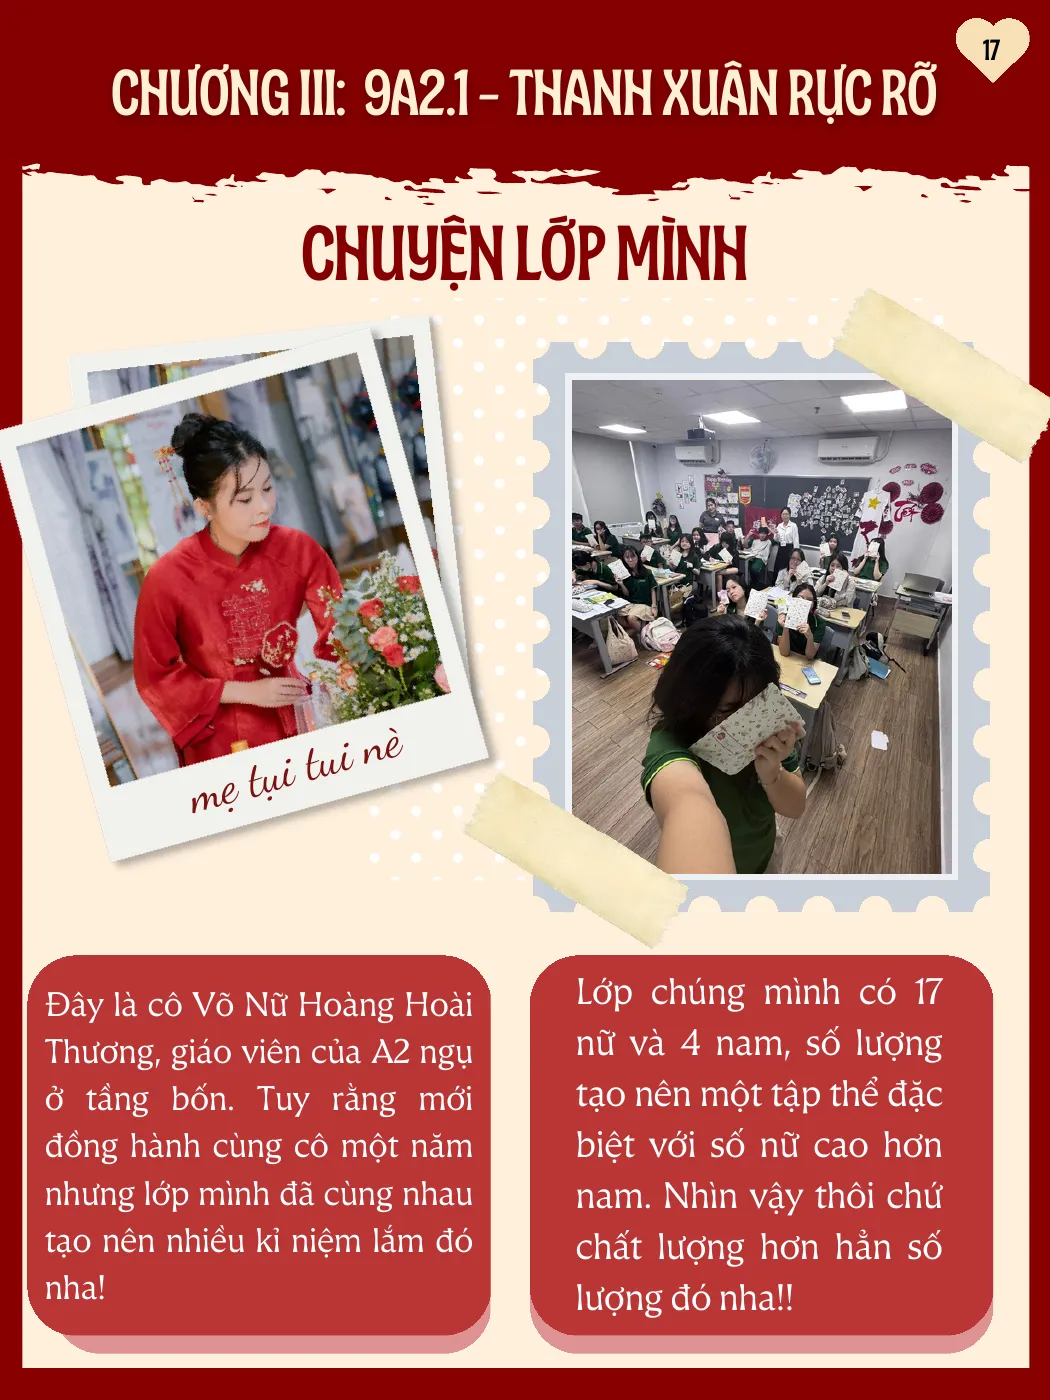 17
CHƯƠNG III: 9A2.1 - THANH XUÂN RỰC RỠ
CHUYỆN LỚP MÌNH
mẹ tụi tui nè
Đây là cô Võ Nữ Hoàng Hoài
Thương, giáo viên của A2 ngụ
ở tầng bốn. Tuy rằng mới
đồng hành cùng cô một năm
nhưng lớp mình đã cùng nhau
tạo nên nhiều kỉ niệm lắm đó
nha!
Lớp chúng mình có 17
nữ và 4 nam, số lượng
tạo nên một tập thể đặc
biệt với số nữ cao hơn
nam. Nhìn vậy thôi chứ
chất lượng hơn hẳn số
lượng đó nha!!